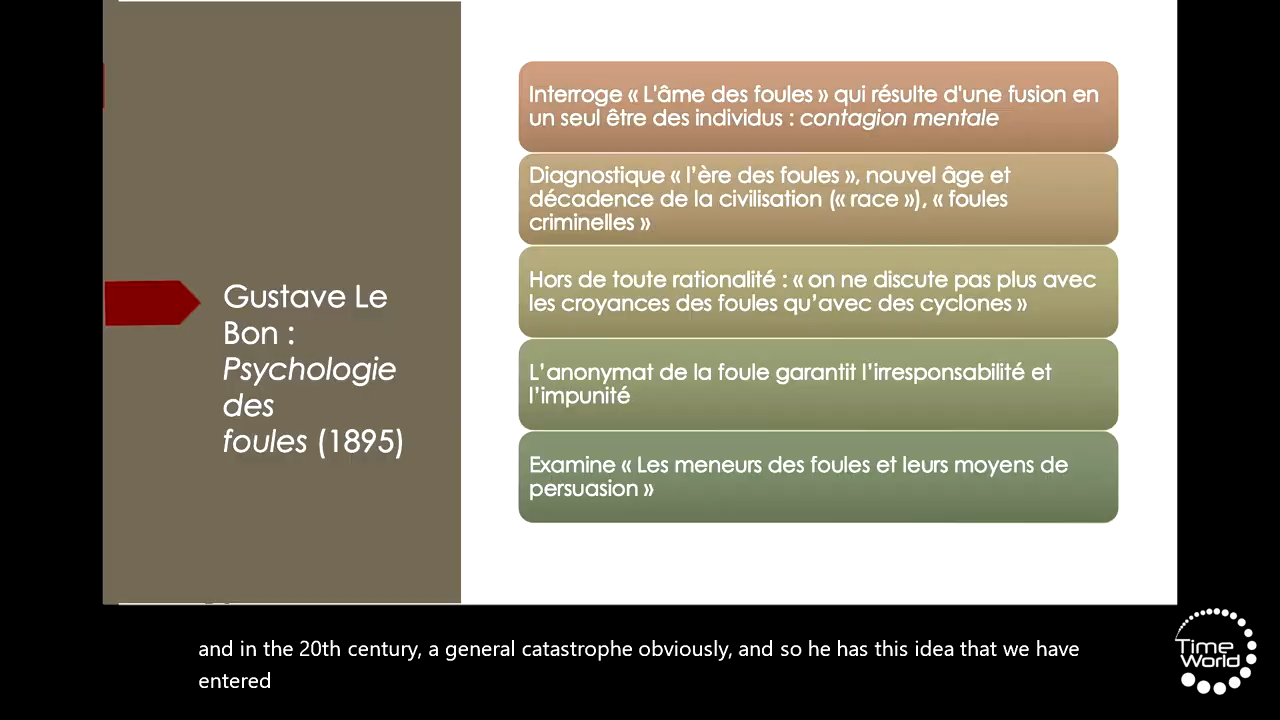 Gustave Le
Bon :
Psychologie
des
foules (1895)
Interroge « L'âme des foules » qui résulte d'une fusion en
un seul être des individus : contagion mentale
Diagnostique « l’ère des foules », nouvel âge et
décadence de la civilisation (« race »), « foules
criminelles »
Hors de toute rationalité : « on ne discute pas plus avec
les croyances des foules qu’avec des cyclones »
L’anonymat de la foule garantit l’irresponsabilité et
l’impunité
Examine « Les meneurs des foules et leurs moyens de
persuasion »
and in the 20th century, a general catastrophe obviously, and so he has this idea that we have
entered
Time
World